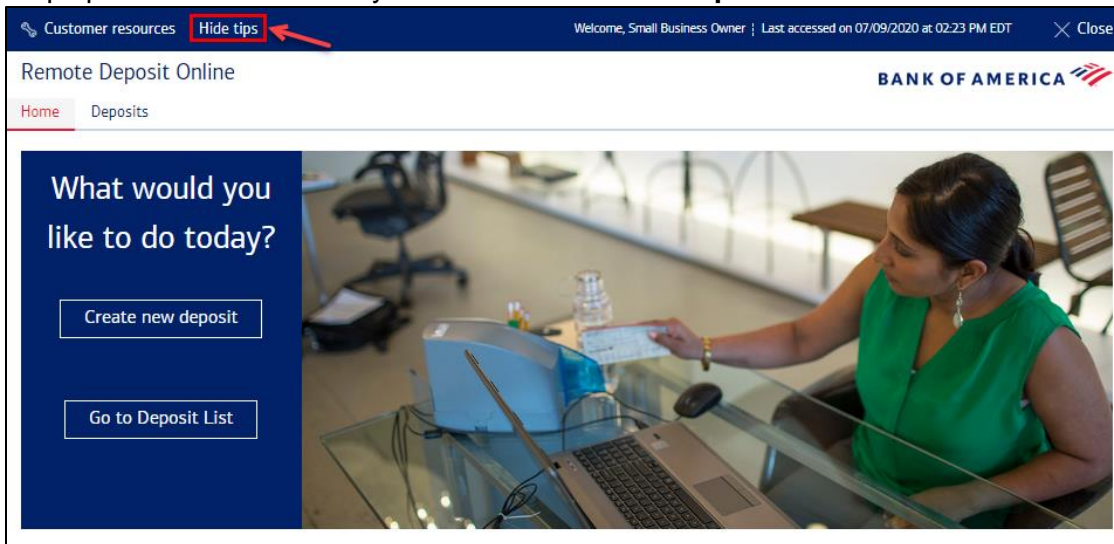 Customer resources Hide tips Welcome, Small Business Owner ¦ Last accessed on 07/09/2020 at 02:23 PM EDT Close
Remote Deposit Online
BANK OF AMERICA
Home Deposits
What would you
like to do today?
Create new deposit
Go to Deposit List